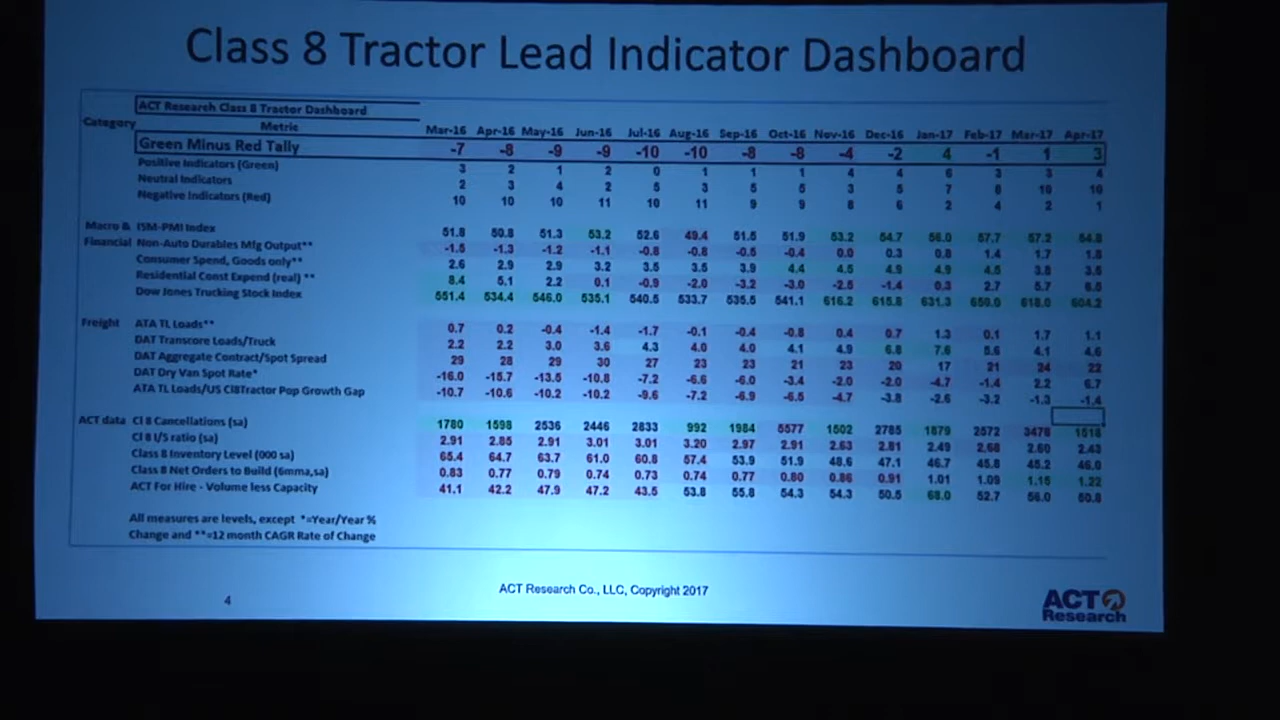 Class 8 Tractor Lead Indicator Dashboard
ACT Research Class 8 Tractor Dashboard
Category Metric Mar-16 Apr-16 May-16 Jun-16 Jul-16 Aug-16 Sep-16 Oct-16 Nov-16 Dec-16 Jan-17 Feb-17 Mar-17 Apr-17
Green Minus Red Tally -7 -8 -9 -9 -10 -10 -8 -8 -4 -2 4 -1 1 3
Positive Indicators (Green) 3 2 1 2 0 1 1 1 4 4 6 3 3 4
Neutral Indicators 2 3 4 2 5 3 5 5 3 5 7 8 10 10
Negative Indicators (Red) 10 10 10 11 10 11 9 9 8 6 2 4 2 1
Macro & ISM-PMI Index 51.8 50.8 51.3 53.2 52.6 49.4 51.5 51.9 53.2 54.7 56.0 57.7 57.2 54.8
Financial Non-Auto Durables Mfg Output** -1.5 -1.3 -1.2 -1.1 -0.8 -0.8 -0.5 -0.4 0.0 0.3 0.8 1.4 1.7 1.8
Consumer Spend, Goods only** 2.6 2.9 2.9 3.2 3.5 3.5 3.9 4.4 4.5 4.9 4.9 4.5 3.8 3.5
Residential Const Expend (real) ** 8.4 5.1 2.2 0.1 -0.9 -2.0 -3.2 -3.0 -2.5 -1.4 0.3 2.7 5.7
Dow Jones Trucking Stock Index 551.4 534.4 546.0 535.1 540.5 533.7 535.5 541.1 616.2 615.8 631.3 659.0 618.0 604.2
Freight ATA TL Loads** 0.7 0.2 -0.4 -1.4 -1.7 -0.1 -0.4 -0.8 0.4 0.7 1.3 0.1 1.7 1.1
DAT Transcore Loads/Truck 2.2 2.2 3.0 3.6 4.3 4.0 4.0 4.1 4.9 6.8 7.6 5.6 4.1 4.6
DAT Aggregate Contract/Spot Spread 29 28 29 30 27 23 23 21 23 20 17 21 24 22
DAT Dry Van Spot Rate* -16.0 -15.7 -13.5 -10.8 -7.2 -6.6 -6.0 -3.4 -2.0 -2.0 -4.7 -1.4 2.2 6.7
ATA TL Loads/US Cl8Tractor Pop Growth Gap -10.7 -10.6 -10.2 -10.2 -9.6 -7.2 -6.9 -6.5 -4.7 -3.8 -2.6 -3.2 -1.3 -1.4
ACT data Cl 8 Cancellations (sa) 1780 1598 2536 2446 2833 992 1984 5577 1502 2785 1879 2572 3478 1518
Cl 8 I/S ratio (sa) 2.91 2.85 2.91 3.01 3.01 3.20 2.97 2.91 2.63 2.81 2.49 2.68 2.60 2.43
Class 8 Inventory Level (000 sa) 65.4 64.7 63.7 61.0 60.8 57.4 53.9 51.9 48.6 47.1 46.7 45.8 45.2 46.0
Class 8 Net Orders to Build (6mma,sa) 0.83 0.77 0.79 0.74 0.73 0.74 0.77 0.80 0.86 0.91 1.01 1.09 1.15 1.22
ACT For Hire - Volume less Capacity 41.1 42.2 47.9 47.2 43.5 53.8 55.8 54.3 54.3 50.5 68.0 52.7 56.0 60.8
All measures are levels, except *=Year/Year %
Change and **=12 month CAGR Rate of Change
ACT Research Co., LLC, Copyright 2017
4
ACT
Research